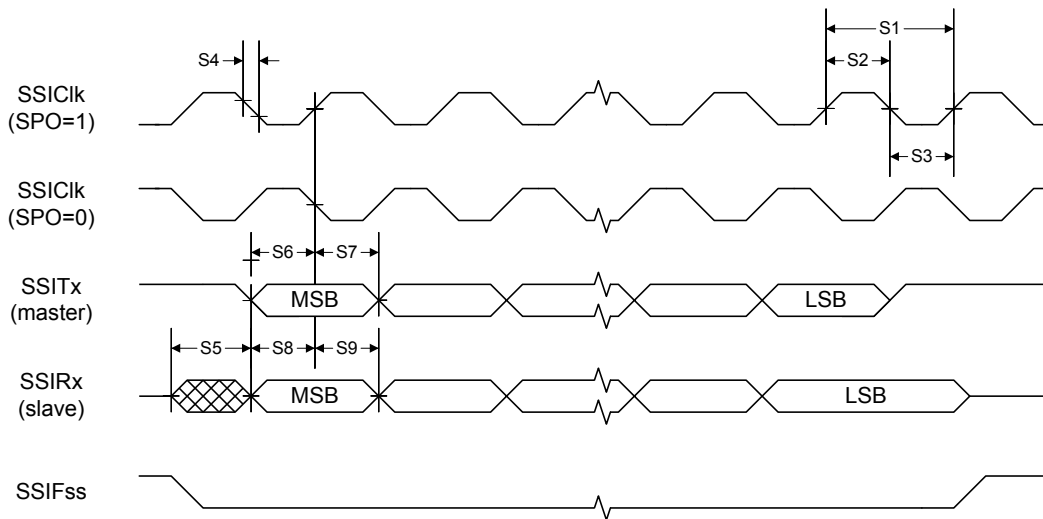 S1
S4
S2
SSIClk
(SPO=1)
S3
SSIClk
(SPO=0)
S6
S7
SSITx
(master)
MSB
LSB
S5
S8
S9
SSIRx
(slave)
MSB
LSB
SSIFss